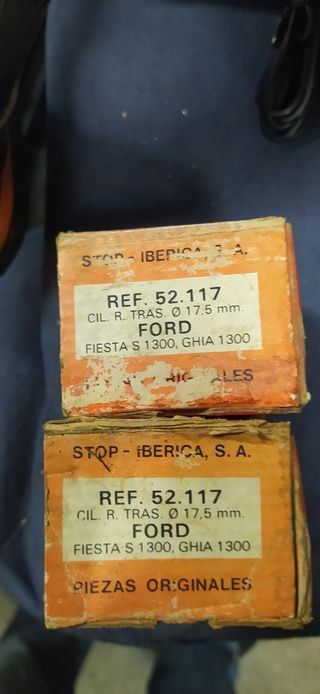 STOP - IBERICA, S. A.
REF. 52.117
CIL. R. TRAS. Ø 17,5 mm.
FORD
FIESTA S 1300, GHIA 1300
STOP - IBERICA, S. A.
REF. 52.117
CIL. R. TRAS. Ø 17,5 mm.
FORD
FIESTA S 1300, GHIA 1300
PIEZAS ORIGINALES